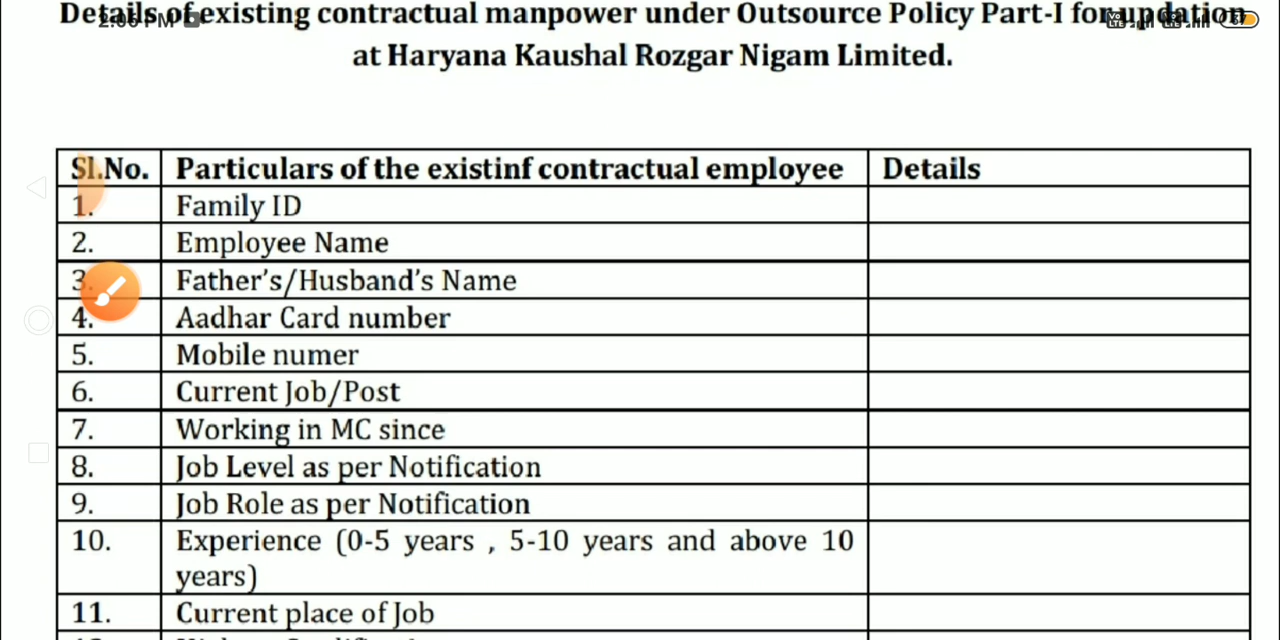 Details of existing contractual manpower under Outsource Policy Part-I for updation
2:06 PM
at Haryana Kaushal Rozgar Nigam Limited.
Sl.No. Particulars of the existinf contractual employee Details
1. Family ID
2. Employee Name
3. Father's/Husband's Name
4. Aadhar Card number
5. Mobile numer
6. Current Job/Post
7. Working in MC since
8. Job Level as per Notification
9. Job Role as per Notification
10. Experience (0-5 years , 5-10 years and above 10
years)
11. Current place of Job